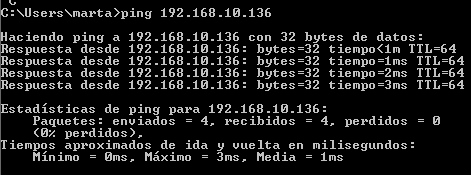 C:\Users\marta>ping 192.168.10.136
Haciendo ping a 192.168.10.136 con 32 bytes de datos:
Respuesta desde 192.168.10.136: bytes=32 tiempo<1m TTL=64
Respuesta desde 192.168.10.136: bytes=32 tiempo=1ms TTL=64
Respuesta desde 192.168.10.136: bytes=32 tiempo=2ms TTL=64
Respuesta desde 192.168.10.136: bytes=32 tiempo=3ms TTL=64
Estadísticas de ping para 192.168.10.136:
Paquetes: enviados = 4, recibidos = 4, perdidos = 0
(0% perdidos),
Tiempos aproximados de ida y vuelta en milisegundos:
Mínimo = 0ms, Máximo = 3ms, Media = 1ms